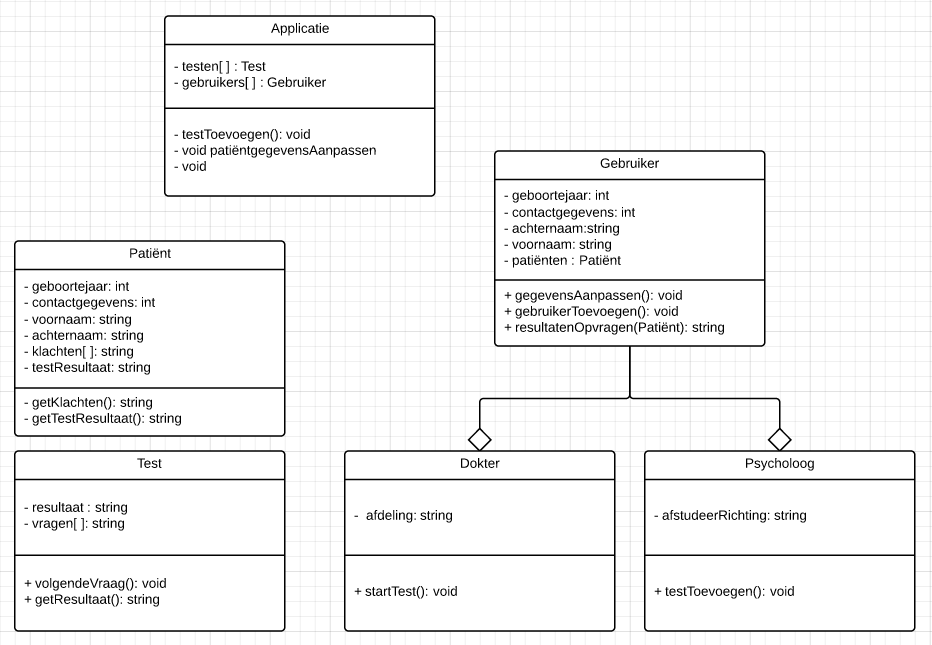 Applicatie
- testen[ ] : Test
- gebruikers[ ] : Gebruiker
- testToevoegen(): void
- void patiëntgegevensAanpassen
- void
Gebruiker
- geboortejaar: int
- contactgegevens: int
- achternaam:string
- voornaam: string
- patiënten : Patiënt
+ gegevensAanpassen(): void
+ gebruikerToevoegen(): void
+ resultatenOpvragen(Patiënt): string
Patiënt
- geboortejaar: int
- contactgegevens: int
- voornaam: string
- achternaam: string
- klachten[ ]: string
- testResultaat: string
- getKlachten(): string
- getTestResultaat(): string
Test
- resultaat : string
- vragen[ ]: string
+ volgendeVraag(): void
+ getResultaat(): string
Dokter
- afdeling: string
+ startTest(): void
Psycholoog
- afstudeerRichting: string
+ testToevoegen(): void